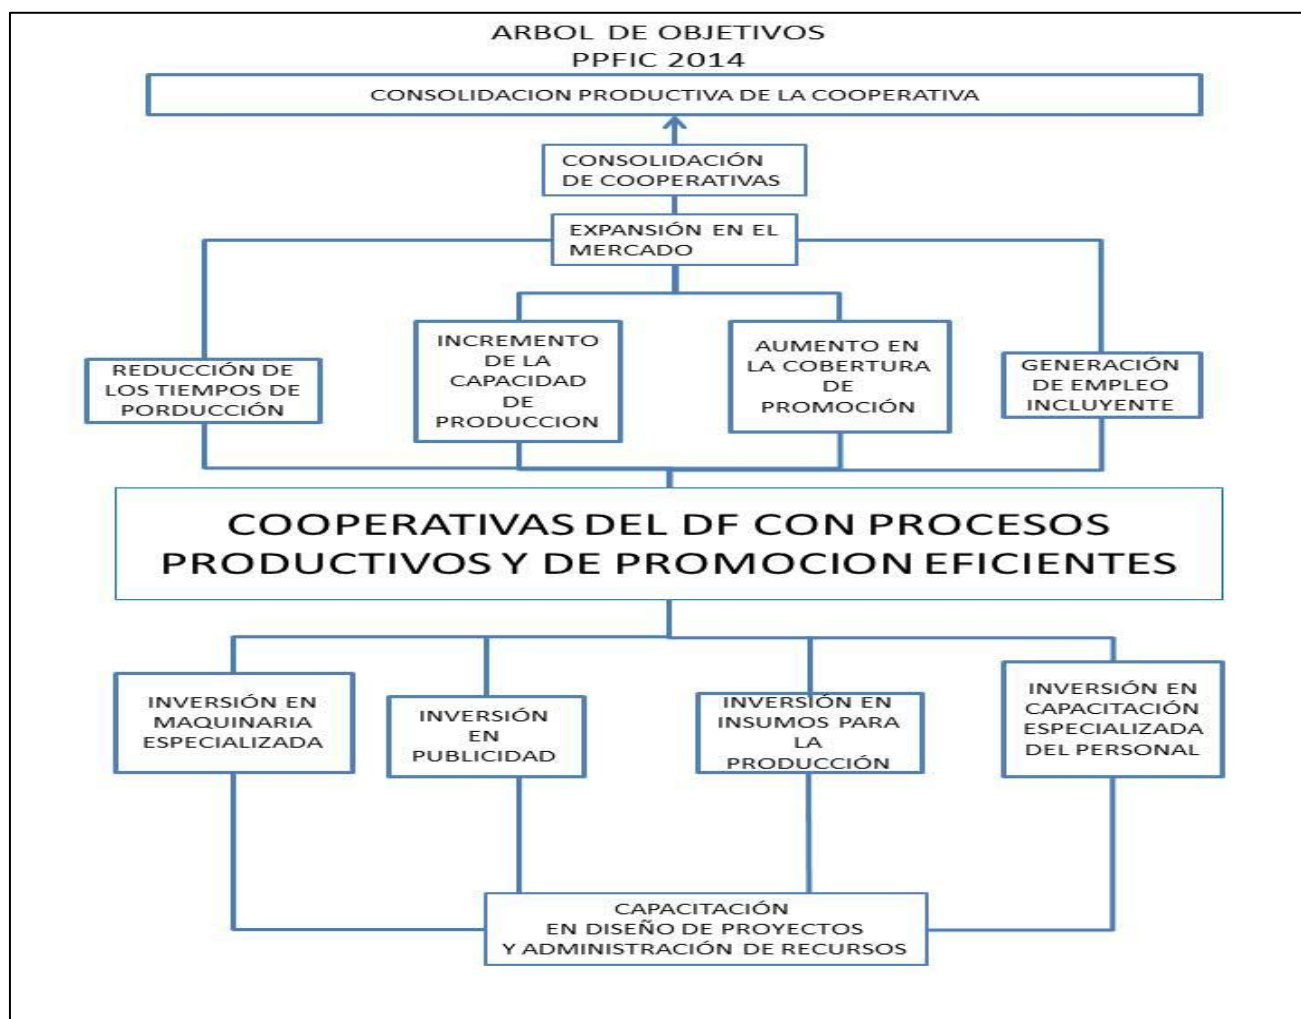 ARBOL DE OBJETIVOS
PPFIC 2014
CONSOLIDACION PRODUCTIVA DE LA COOPERATIVA
CONSOLIDACIÓN
DE COOPERATIVAS
EXPANSIÓN EN EL
MERCADO
REDUCCIÓN DE
LOS TIEMPOS DE
PORDUCCIÓN
INCREMENTO
DE LA
CAPACIDAD
DE
PRODUCCION
AUMENTO EN
LA COBERTURA
DE
PROMOCIÓN
GENERACIÓN
DE EMPLEO
INCLUYENTE
COOPERATIVAS DEL DF CON PROCESOS
PRODUCTIVOS Y DE PROMOCION EFICIENTES
INVERSIÓN EN
MAQUINARIA
ESPECIALIZADA
INVERSIÓN
EN
PUBLICIDAD
INVERSIÓN EN
INSUMOS PARA
LA
PRODUCCIÓN
INVERSIÓN EN
CAPACITACIÓN
ESPECIALIZADA
DEL PERSONAL
CAPACITACIÓN
EN DISEÑO DE PROYECTOS
Y ADMINISTRACIÓN DE RECURSOS